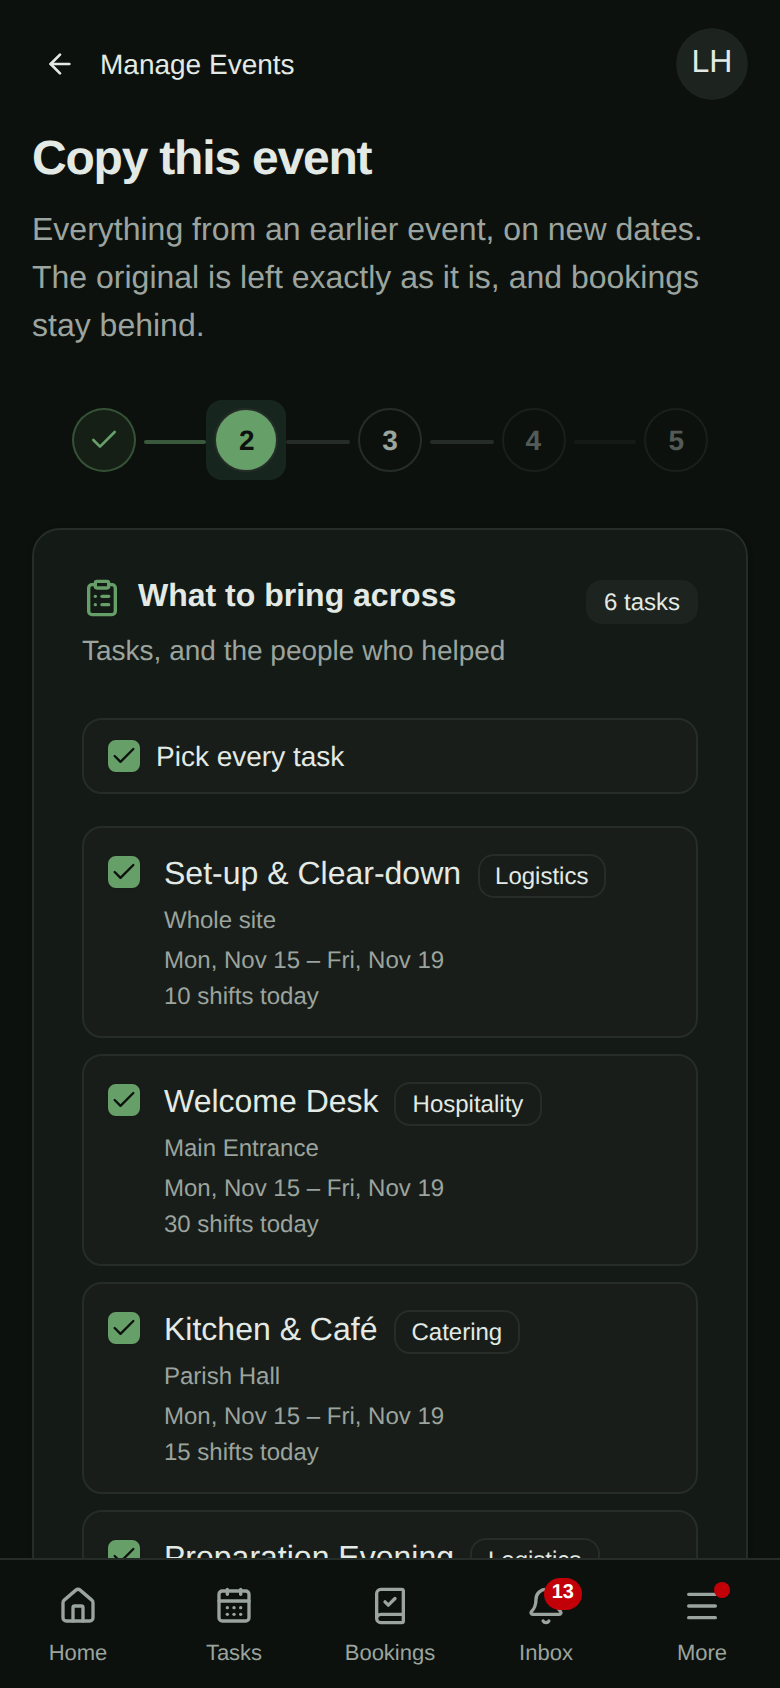 Manage Events
LH
Copy this event
Everything from an earlier event, on new dates.
The original is left exactly as it is, and bookings
stay behind.
2
3
4
5
What to bring across
6 tasks
Tasks, and the people who helped
Pick every task
Set-up & Clear-down
Logistics
Whole site
Mon, Nov 15 – Fri, Nov 19
10 shifts today
Welcome Desk
Hospitality
Main Entrance
Mon, Nov 15 – Fri, Nov 19
30 shifts today
Kitchen & Café
Catering
Parish Hall
Mon, Nov 15 – Fri, Nov 19
15 shifts today
Preparation Evening
Logistics
13
Home
Tasks
Bookings
Inbox
More